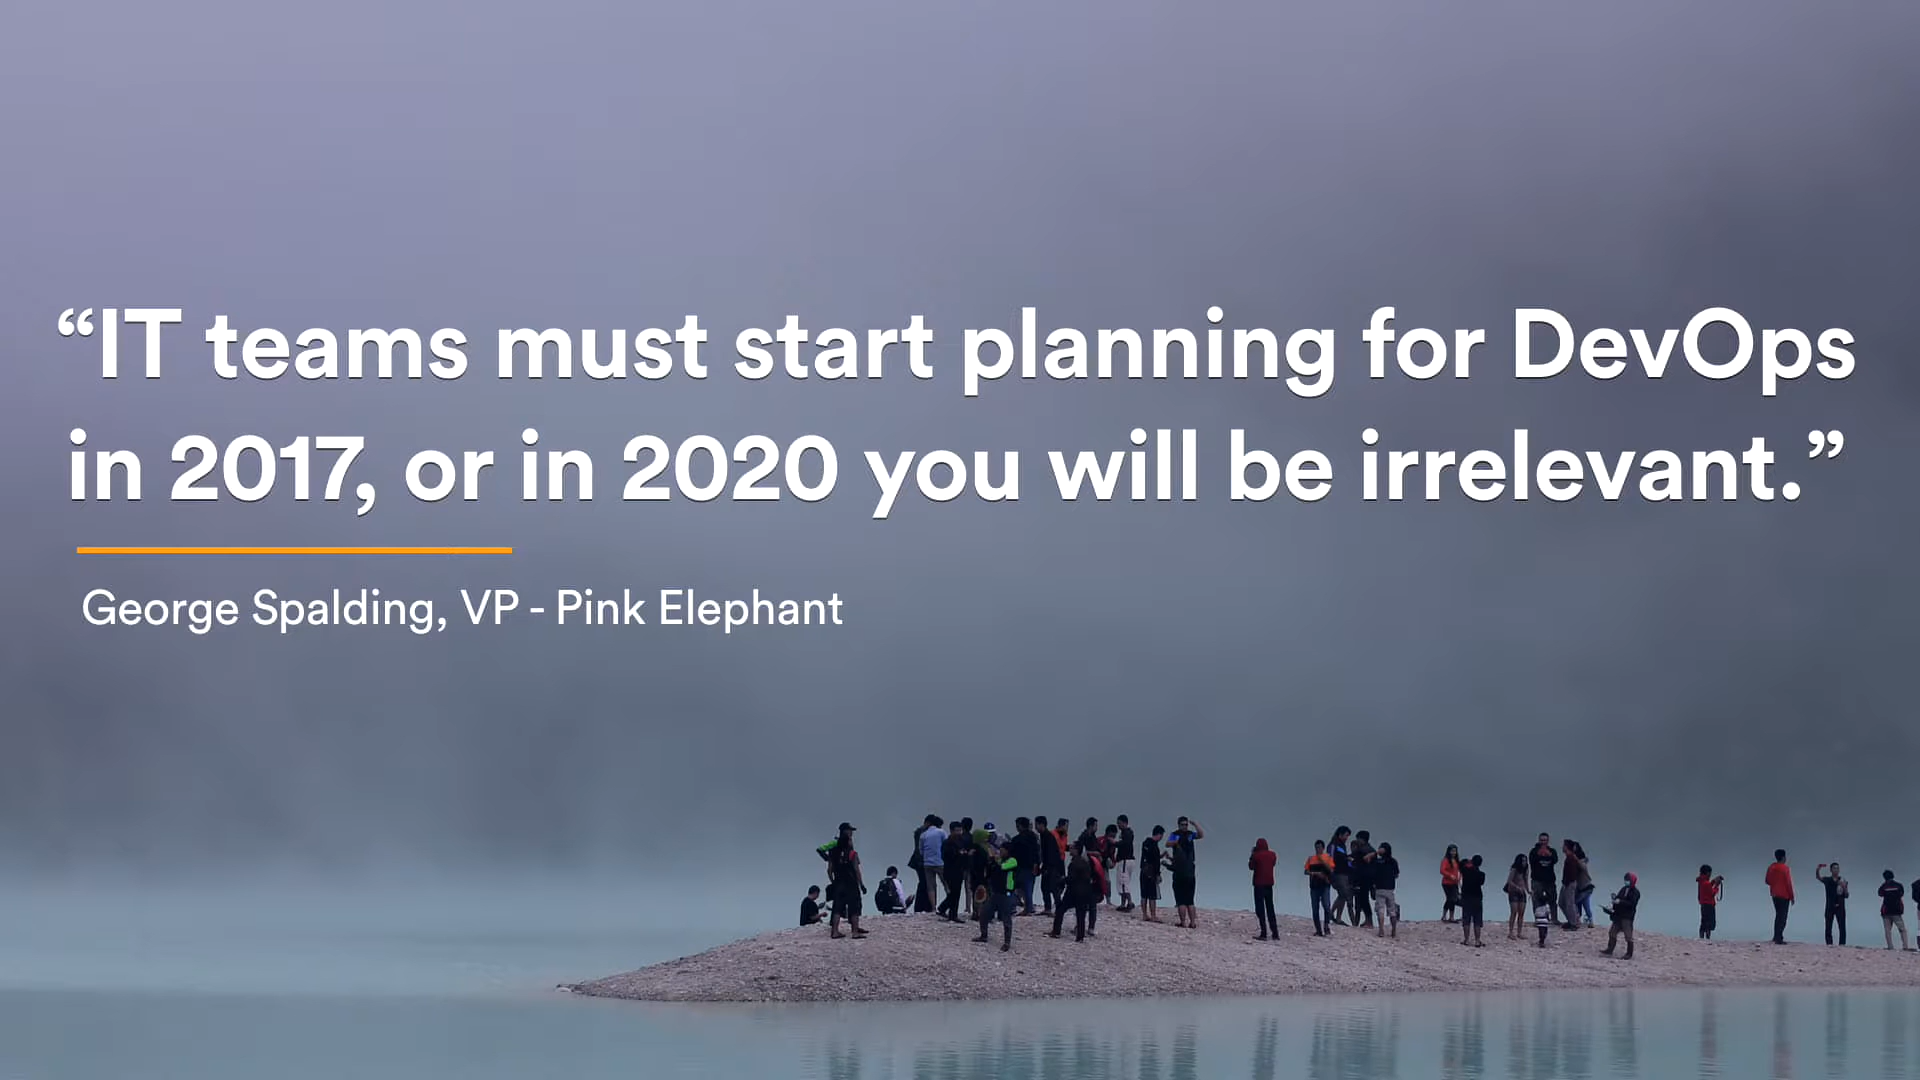 “IT teams must start planning for DevOps
in 2017, or in 2020 you will be irrelevant.”
George Spalding, VP - Pink Elephant